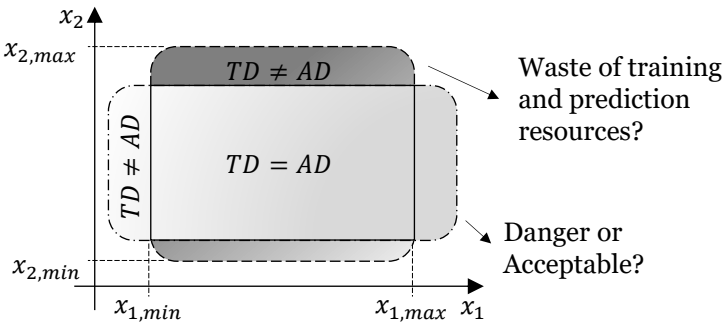 x₂
x₂,max
TD ≠ AD
Waste of training
and prediction
resources?
TD ≠ AD
TD = AD
Danger or
Acceptable?
x₂,min
x₁,min
x₁,max
x₁